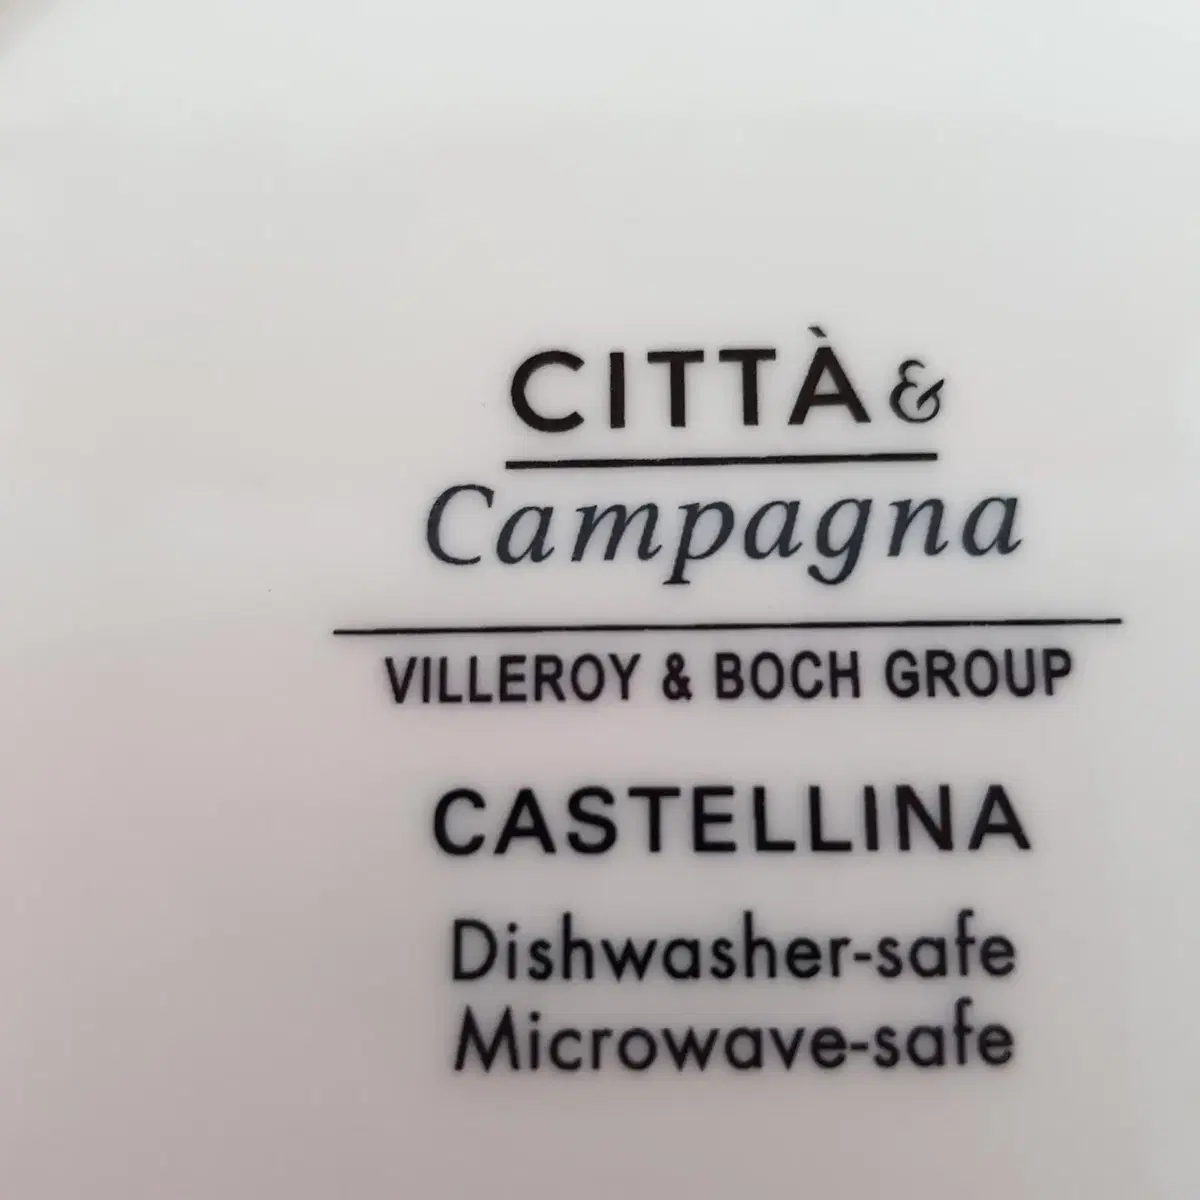 CITTÀ &
Campagna
VILLEROY & BOCH GROUP
CASTELLINA
Dishwasher-safe
Microwave-safe